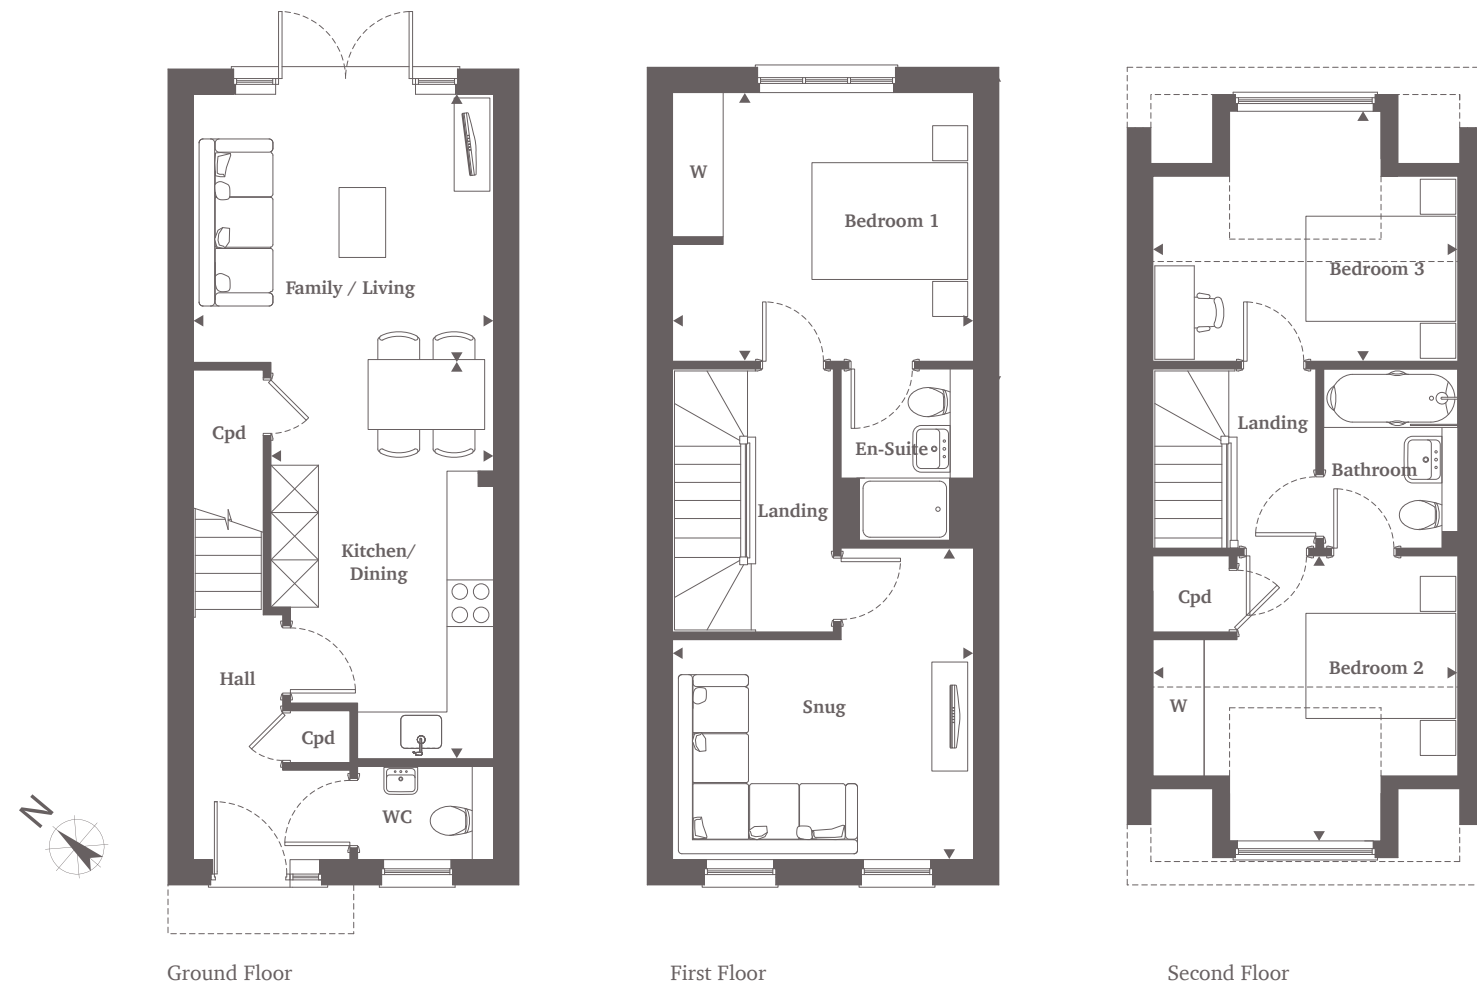 Family / Living
Cpd
Kitchen/
Dining
Hall
Cpd
WC
N
Ground Floor
W
Bedroom 1
En-Suite
Landing
Snug
First Floor
Bedroom 3
Landing
Bathroom
Cpd
Bedroom 2
W
Second Floor